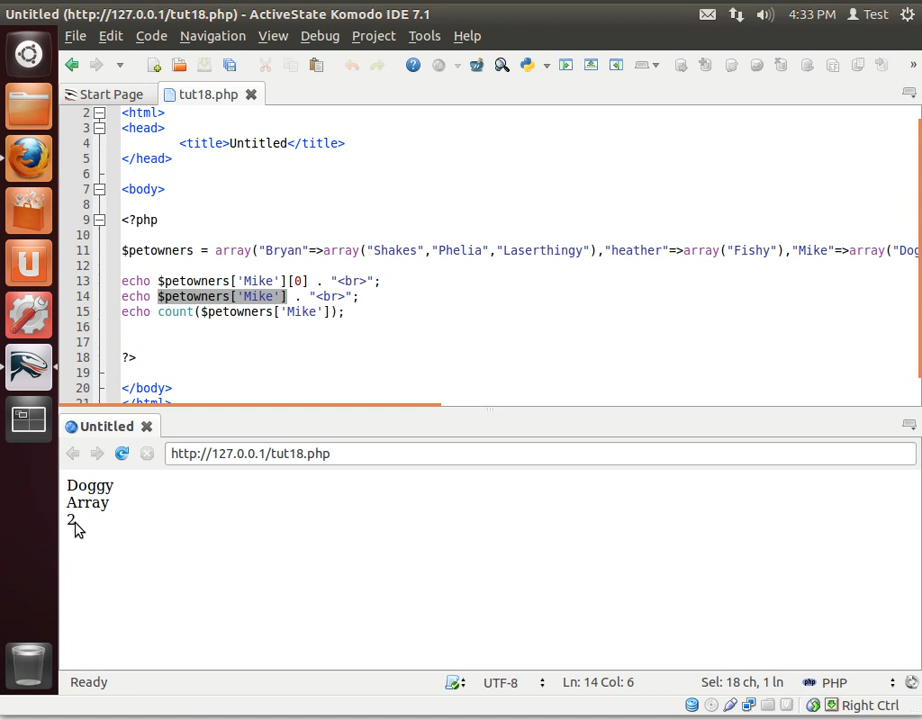 Untitled (http://127.0.0.1/tut18.php) - ActiveState Komodo IDE 7.1
4:33 PM Test
File Edit Code Navigation View Debug Project Tools Help
Start Page tut18.php
2 <html>
3 <head>
4 <title>Untitled</title>
5 </head>
6
7 <body>
8
9 <?php
10
11 $petowners = array("Bryan"=>array("Shakes","Phelia","Laserthingy"),"heather"=>array("Fishy"),"Mike"=>array("Dog
12
13 echo $petowners['Mike'][0] . "<br>";
14 echo $petowners['Mike'] . "<br>";
15 echo count($petowners['Mike']);
16
17
18 ?>
19
20 </body>
21 </html>
Untitled
http://127.0.0.1/tut18.php
Doggy
Array
2
Ready UTF-8 Ln: 14 Col: 6 Sel: 18 ch, 1 ln PHP
Right Ctrl